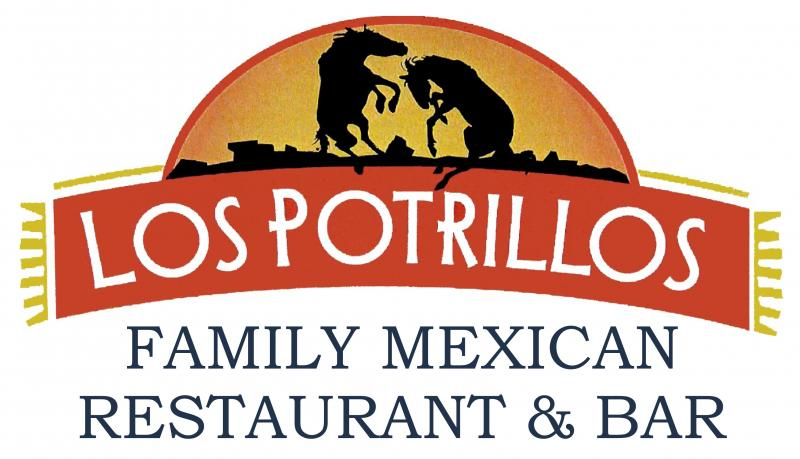 LOS POTRILLOS
FAMILY MEXICAN
RESTAURANT & BAR